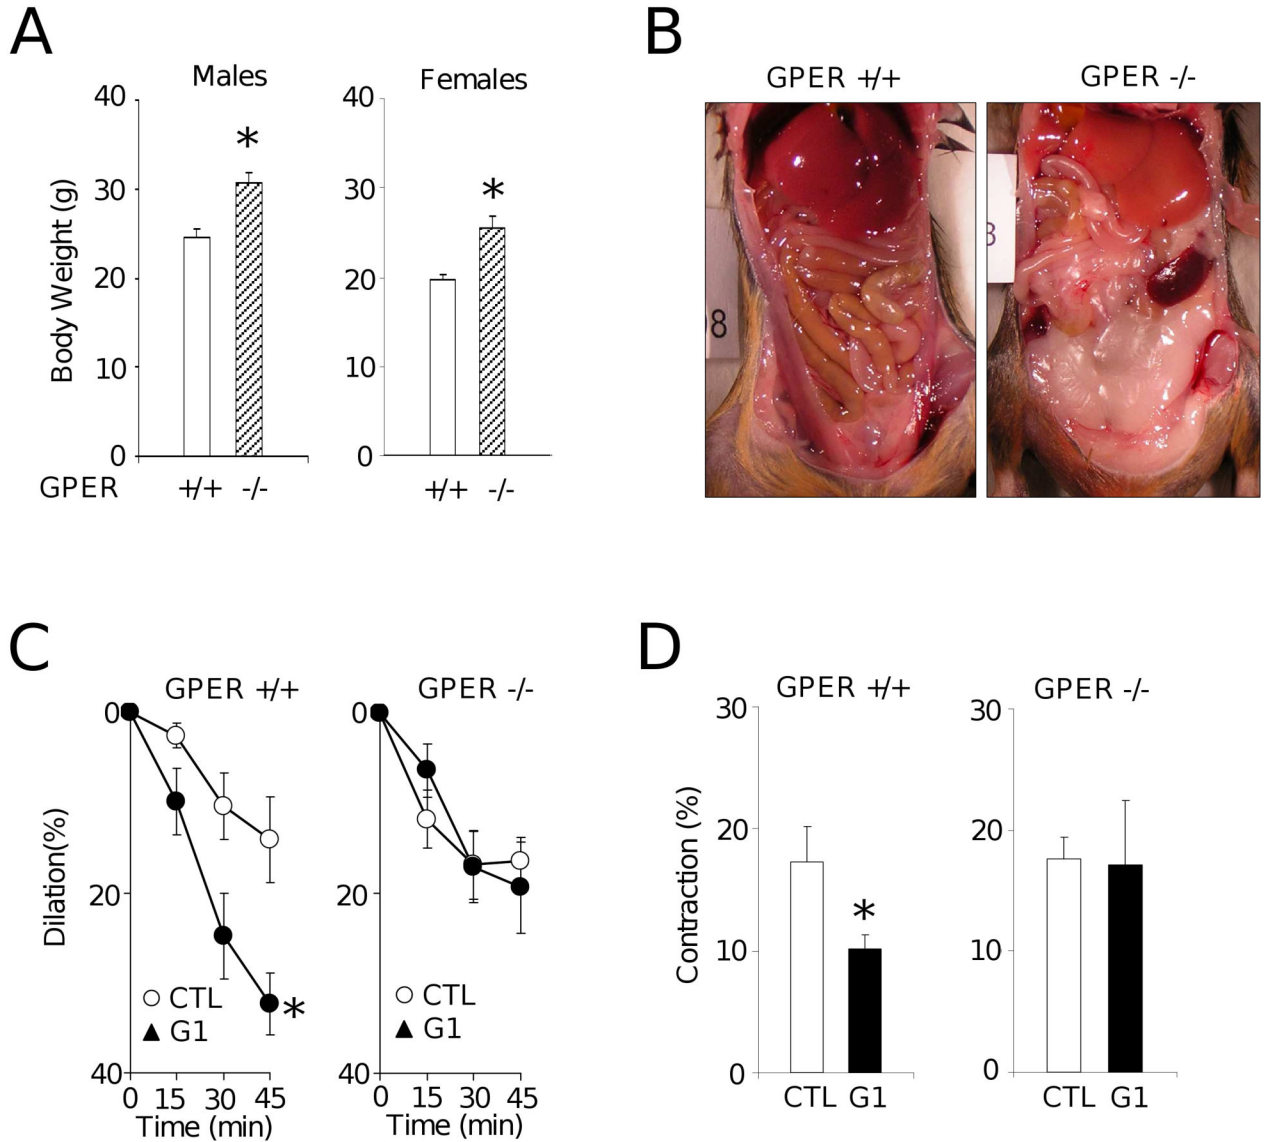 A
Males
Females
Body Weight (g)
40
30
20
10
0
*
40
30
20
10
0
*
GPER +/+ -/-
+/+ -/-
B
GPER +/+
GPER -/-
8
C
GPER +/+
GPER -/-
Dilation(%)
0
20
40
CTL
G1
*
0 15 30 45
Time (min)
0
20
40
CTL
G1
0 15 30 45
Time (min)
D
GPER +/+
GPER -/-
Contraction (%)
30
20
10
0
*
CTL G1
30
20
10
0
CTL G1